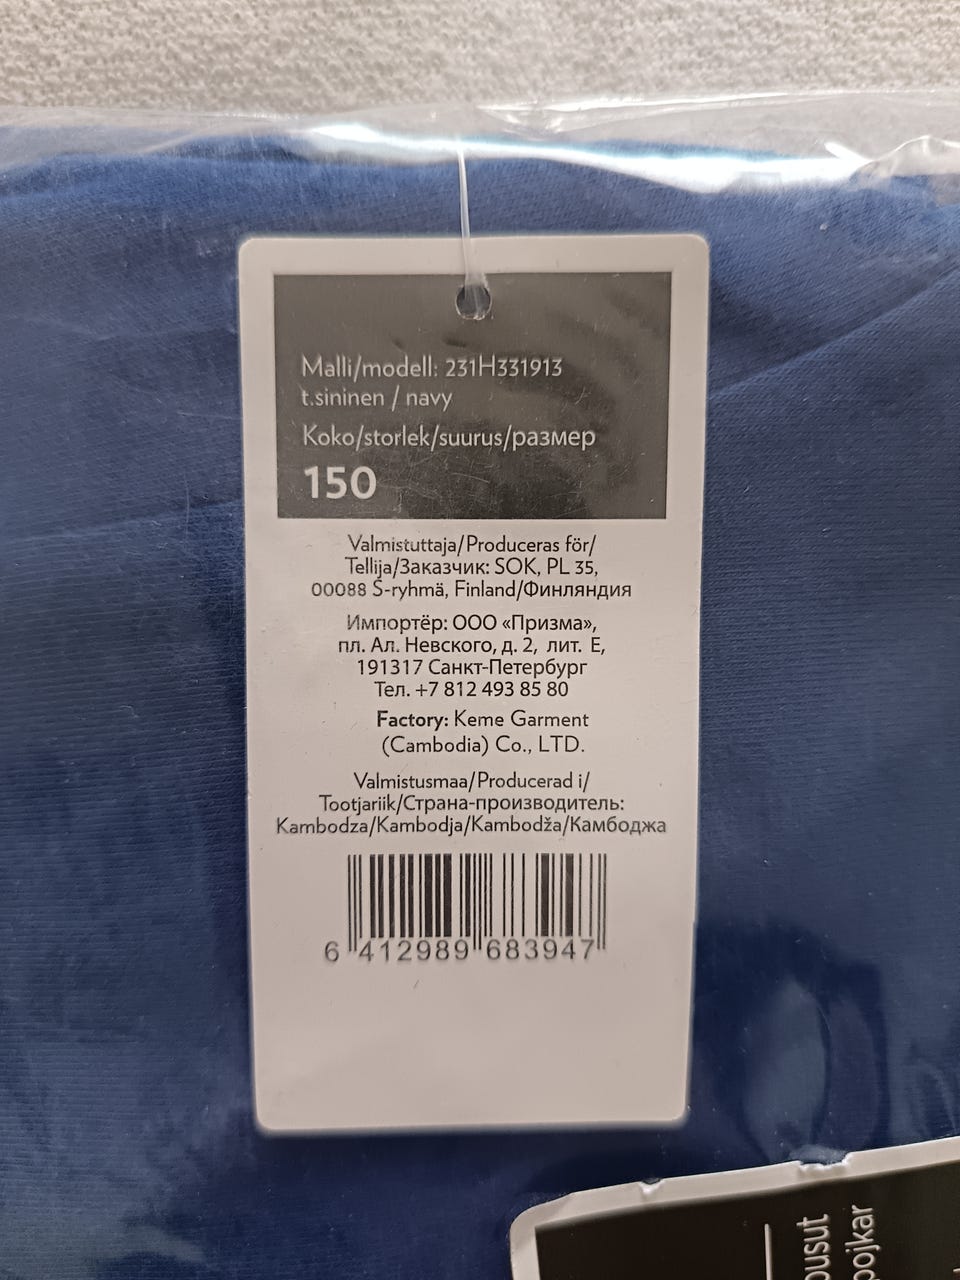 Malli/modell: 231H331913
t.sininen / navy
Koko/storlek/suurus/размер
150
Valmistuttaja/Produceras för/
Tellija/Заказчик: SOK, PL 35,
00088 S-ryhmä, Finland/Финляндия
Импортёр: ООО «Призма»,
пл. Ал. Невского, д. 2, лит. Е,
191317 Санкт-Петербург
Тел. +7 812 493 85 80
Factory: Keme Garment
(Cambodia) Co., LTD.
Valmistusmaa/Producerad i/
Tootjariik/Страна-производитель:
Kambodza/Kambodja/Kambodža/Камбоджа
6 412989 683947